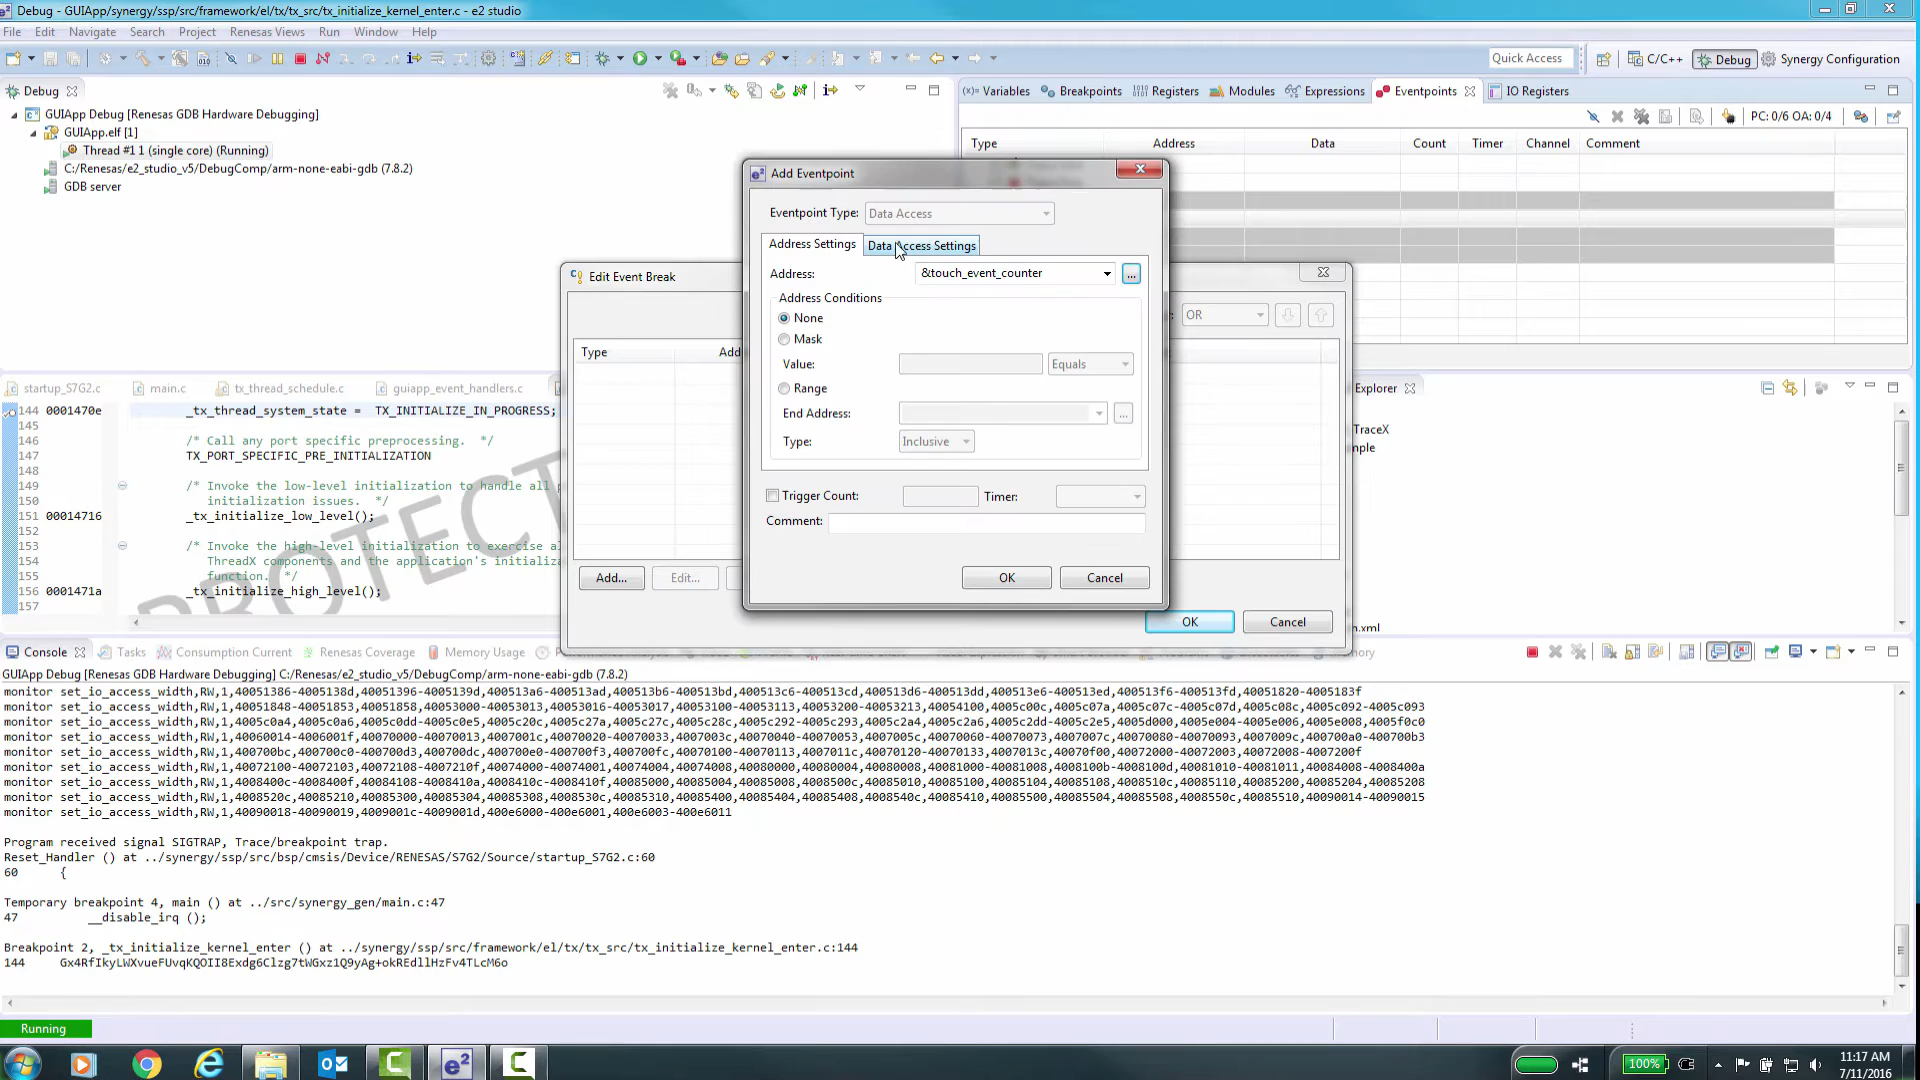 Debug - GUIApp/synergy/ssp/src/framework/el/tx/tx_src/tx_initialize_kernel_enter.c - e2 studio
File Edit Navigate Search Project Renesas Views Run Window Help
Quick Access C/C++ Debug Synergy Configuration
Debug
GUIApp Debug [Renesas GDB Hardware Debugging]
GUIApp.elf [1]
Thread #1 1 (single core) (Running)
C:/Renesas/e2_studio_v5/DebugComp/arm-none-eabi-gdb (7.8.2)
GDB server
(x)= Variables Breakpoints Registers Modules Expressions Eventpoints IO Registers
PC: 0/6 OA: 0/4
Type Address Data Count Timer Channel Comment
Add Eventpoint
Eventpoint Type: Data Access
Address Settings Data Access Settings
Address: &touch_event_counter ...
Address Conditions
None
Mask
Value: Equals
Range
End Address: ...
Type: Inclusive
Trigger Count: Timer:
Comment:
OK Cancel
Edit Event Break
: OR
Type Add
Add... Edit...
OK Cancel
startup_S7G2.c main.c tx_thread_schedule.c guiapp_event_handlers.c
144 0001470e _tx_thread_system_state = TX_INITIALIZE_IN_PROGRESS;
145
146 /* Call any port specific preprocessing. */
147 TX_PORT_SPECIFIC_PRE_INITIALIZATION
148
149 /* Invoke the low-level initialization to handle all p
150 initialization issues. */
151 00014716 _tx_initialize_low_level();
152
153 /* Invoke the high-level initialization to exercise al
154 ThreadX components and the application's initializ
155 function. */
156 0001471a _tx_initialize_high_level();
157
PROTECT
Explorer
TraceX
nple
n.xml
Console Tasks Consumption Current Renesas Coverage Memory Usage
GUIApp Debug [Renesas GDB Hardware Debugging] C:/Renesas/e2_studio_v5/DebugComp/arm-none-eabi-gdb (7.8.2)
monitor set_io_access_width,RW,1,40051386-4005138d,40051396-4005139d,400513a6-400513ad,400513b6-400513bd,400513c6-400513cd,400513d6-400513dd,400513e6-400513ed,400513f6-400513fd,40051820-4005183f
monitor set_io_access_width,RW,1,40051848-40051853,40051858,40053000-40053013,40053016-40053017,40053100-40053113,40053200-40053213,40054100,4005c00c,4005c07a,4005c07c-4005c07d,4005c08c,4005c092-4005c093
monitor set_io_access_width,RW,1,4005c0a4,4005c0a6,4005c0dd-4005c0e5,4005c20c,4005c27a,4005c27c,4005c28c,4005c292-4005c293,4005c2a4,4005c2a6,4005c2dd-4005c2e5,4005d000,4005e004-4005e006,4005e008,4005f0c0
monitor set_io_access_width,RW,1,40060014-4006001f,40070000-40070013,4007001c,40070020-40070033,4007003c,40070040-40070053,4007005c,40070060-40070073,4007007c,40070080-40070093,4007009c,400700a0-400700b3
monitor set_io_access_width,RW,1,400700bc,400700c0-400700d3,400700dc,400700e0-400700f3,400700fc,40070100-40070113,4007011c,40070120-40070133,4007013c,40070f00,40072000-40072003,40072008-4007200f
monitor set_io_access_width,RW,1,40072100-40072103,40072108-4007210f,40074000-40074001,40074004,40074008,40080000,40080004,40080008,40081000-40081008,4008100b-4008100d,40081010-40081011,40084008-4008400a
monitor set_io_access_width,RW,1,4008400c-4008400f,40084108-4008410a,4008410c-4008410f,40085000,40085004,40085008,4008500c,40085010,40085100,40085104,40085108,4008510c,40085110,40085200,40085204,40085208
monitor set_io_access_width,RW,1,4008520c,40085210,40085300,40085304,40085308,4008530c,40085310,40085400,40085404,40085408,4008540c,40085410,40085500,40085504,40085508,4008550c,40085510,40090014-40090015
monitor set_io_access_width,RW,1,40090018-40090019,4009001c-4009001d,400e6000-400e6001,400e6003-400e6011
Program received signal SIGTRAP, Trace/breakpoint trap.
Reset_Handler () at ../synergy/ssp/src/bsp/cmsis/Device/RENESAS/S7G2/Source/startup_S7G2.c:60
60 {
Temporary breakpoint 4, main () at ../src/synergy_gen/main.c:47
47 __disable_irq ();
Breakpoint 2, _tx_initialize_kernel_enter () at ../synergy/ssp/src/framework/el/tx/tx_src/tx_initialize_kernel_enter.c:144
144 Gx4RfIkyLWXvueFUvqKQOII8Exdg6Clzg7tWGxz1Q9yAg+okREdllHzFv4TLcM6o
Running
100%
11:17 AM
7/11/2016